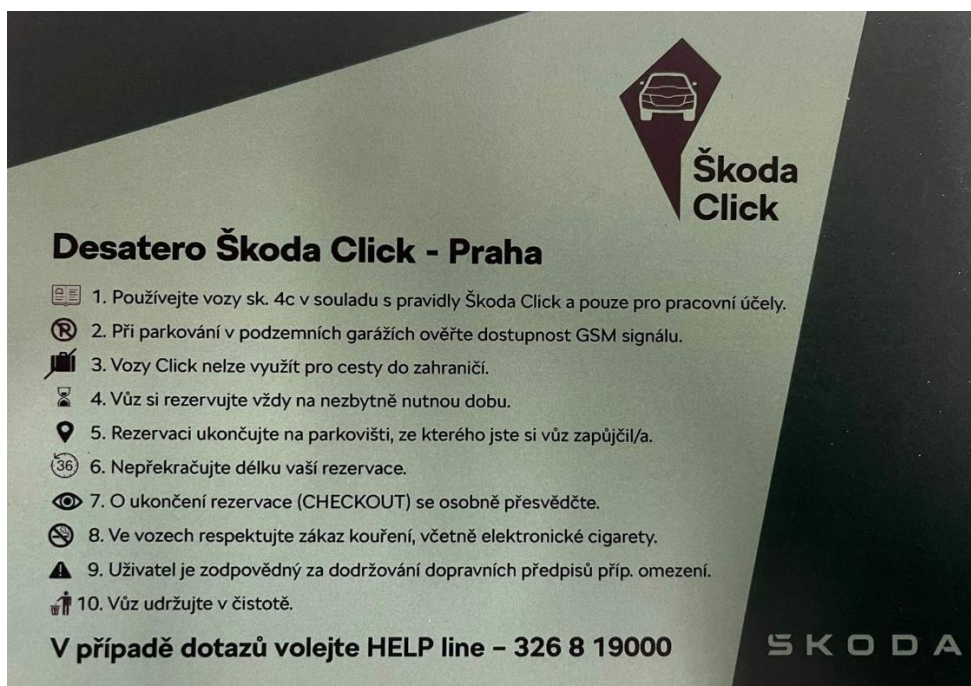 Škoda
Click
Desatero Škoda Click - Praha
1. Používejte vozy sk. 4c v souladu s pravidly Škoda Click a pouze pro pracovní účely.
2. Při parkování v podzemních garážích ověřte dostupnost GSM signálu.
3. Vozy Click nelze využít pro cesty do zahraničí.
4. Vůz si rezervujte vždy na nezbytně nutnou dobu.
5. Rezervaci ukončujte na parkovišti, ze kterého jste si vůz zapůjčil/a.
36 6. Nepřekračujte délku vaší rezervace.
7. O ukončení rezervace (CHECKOUT) se osobně přesvědčte.
8. Ve vozech respektujte zákaz kouření, včetně elektronické cigarety.
9. Uživatel je zodpovědný za dodržování dopravních předpisů příp. omezení.
10. Vůz udržujte v čistotě.
V případě dotazů volejte HELP line – 326 8 19000
ŠKODA